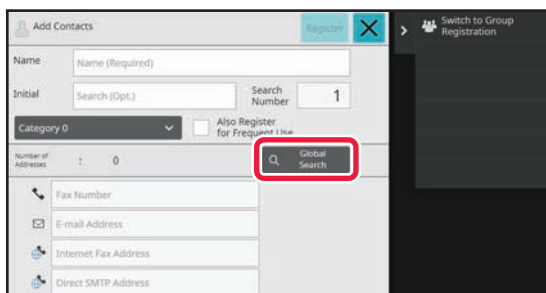 Add Contacts
Register
Switch to Group
Registration
Name
Name (Required)
Initial
Search (Opt.)
Search
Number
1
Category 0
Also Register
for Frequent Use
Number of
Addresses
:
0
Global
Search
Fax Number
E-mail Address
Internet Fax Address
Direct SMTP Address